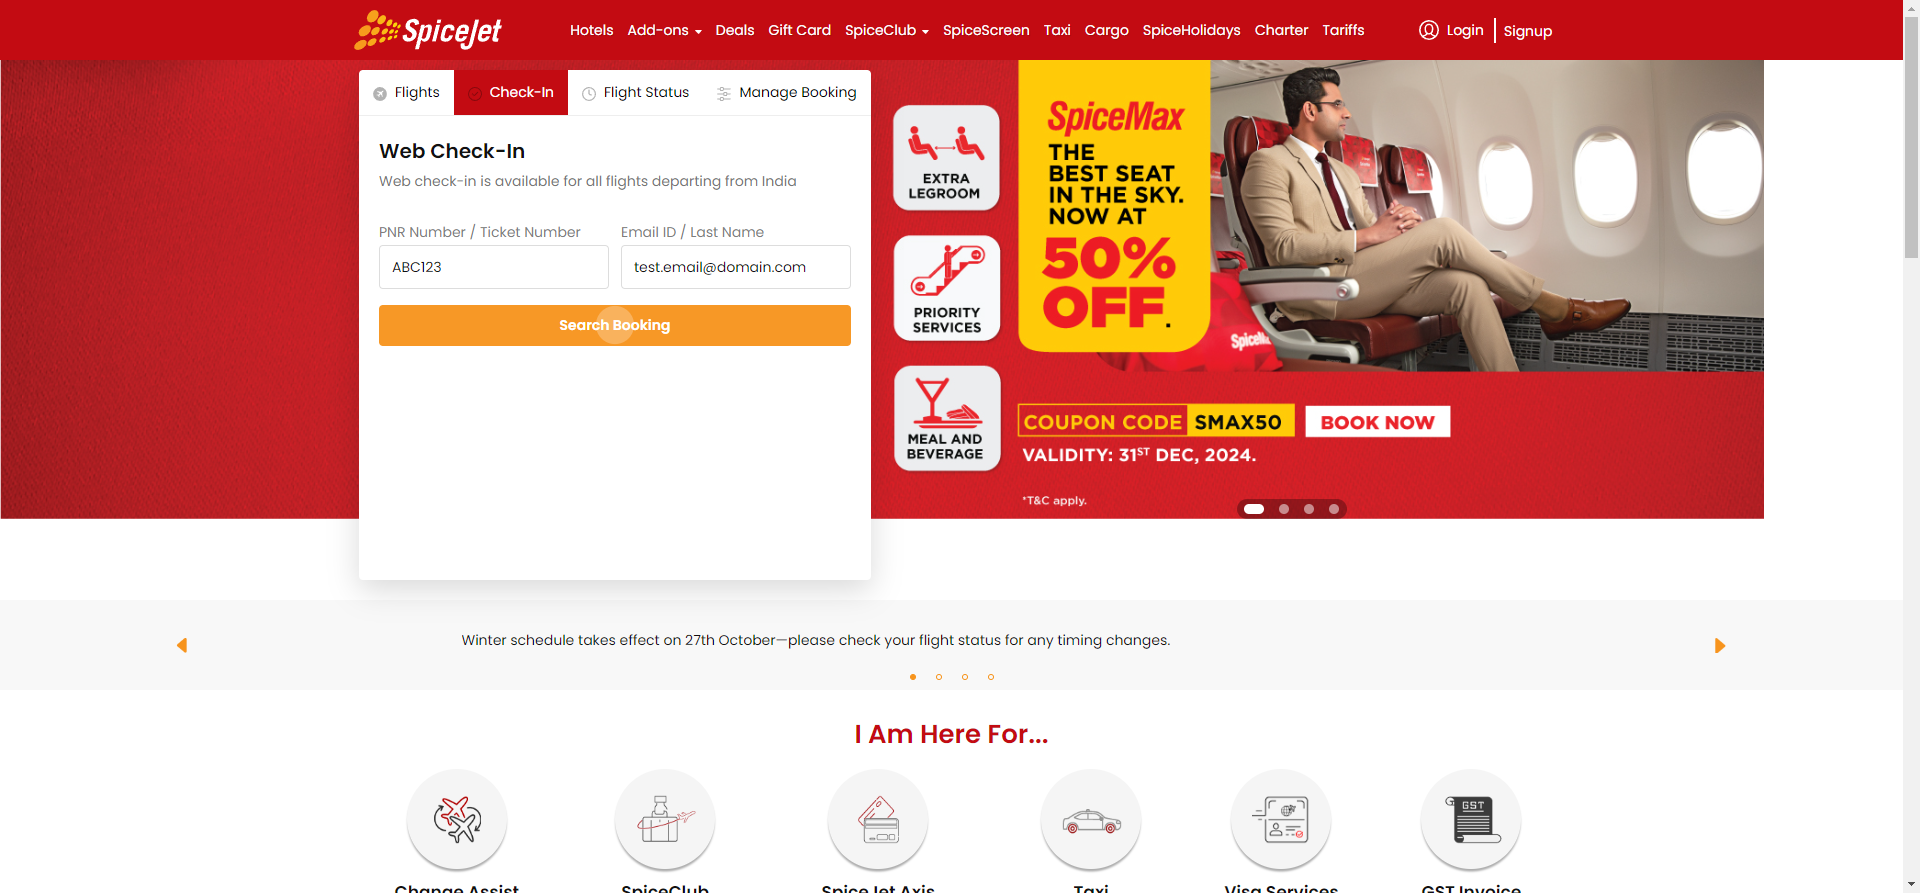 SpiceJet
Hotels Add-ons Deals Gift Card SpiceClub SpiceScreen Taxi Cargo SpiceHolidays Charter Tariffs
Login Signup
Flights Check-In Flight Status Manage Booking
Web Check-In
Web check-in is available for all flights departing from India
PNR Number / Ticket Number Email ID / Last Name
ABC123 test.email@domain.com
Search Booking
EXTRA
LEGROOM
PRIORITY
SERVICES
MEAL AND
BEVERAGE
SpiceMax
THE
BEST SEAT
IN THE SKY.
NOW AT
50%
OFF.
COUPON CODE SMAX50 BOOK NOW
VALIDITY: 31ST DEC, 2024.
*T&C apply.
Winter schedule takes effect on 27th October—please check your flight status for any timing changes.
I Am Here For...
GST
Change Assist SpiceClub SpiceJet Axis Taxi Visa Services GST Invoice